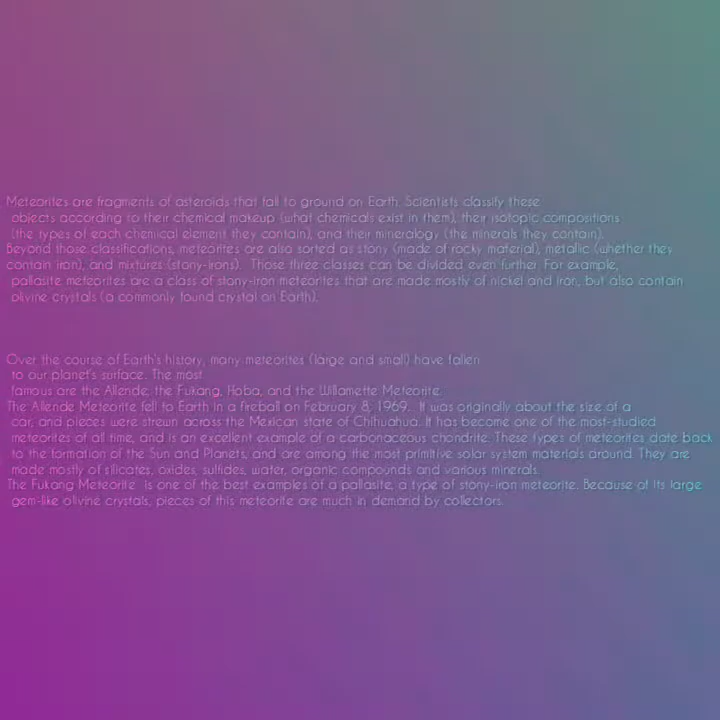 Meteorites are fragments of asteroids that fall to ground on Earth. Scientists classify these
objects according to their chemical makeup (what chemicals exist in them), their isotopic compositions
(the types of each chemical element they contain), and their mineralogy (the minerals they contain).
Beyond those classifications, meteorites are also sorted as stony (made of rocky material), metallic (whether they
contain iron), and mixtures (stony-irons). Those three classes can be divided even further. For example,
pallasite meteorites are a class of stony-iron meteorites that are made mostly of nickel and iron, but also contain
olivine crystals (a commonly found crystal on Earth).
Over the course of Earth's history, many meteorites (large and small) have fallen
to our planet's surface. The most
famous are the Allende, the Fukang, Hoba, and the Willamette Meteorite.
The Allende Meteorite fell to Earth in a fireball on February 8, 1969. It was originally about the size of a
car, and pieces were strewn across the Mexican state of Chihuahua. It has become one of the most-studied
meteorites of all time, and is an excellent example of a carbonaceous chondrite. These types of meteorites date back
to the formation of the Sun and Planets, and are among the most primitive solar system materials around. They are
made mostly of silicates, oxides, sulfides, water, organic compounds and various minerals.
The Fukang Meteorite is one of the best examples of a pallasite, a type of stony-iron meteorite. Because of its large
gem-like olivine crystals, pieces of this meteorite are much in demand by collectors.